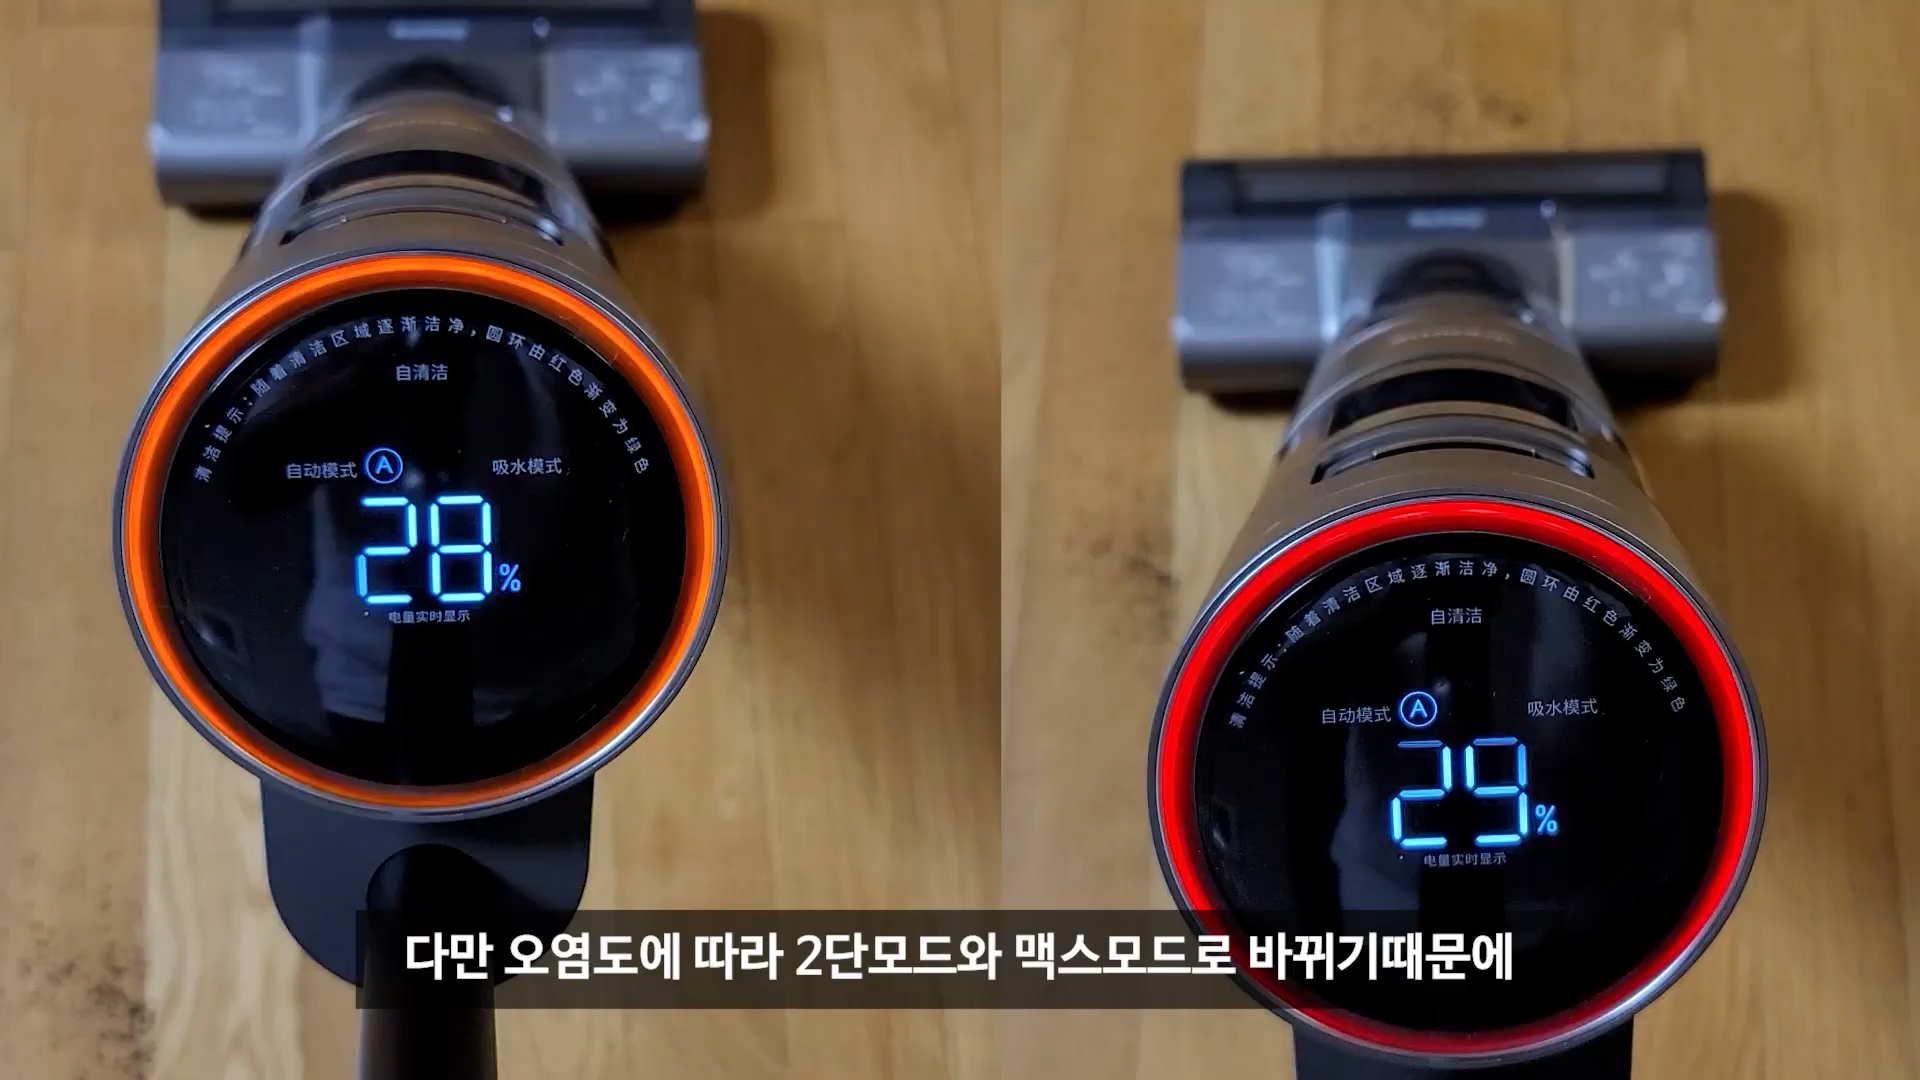 清洁提示：随着清洁区域逐渐洁净，圆环由红色渐变为绿色
自清洁
自动模式 A 吸水模式
28%
电量实时显示
清洁提示：随着清洁区域逐渐洁净，圆环由红色渐变为绿色
自清洁
自动模式 A 吸水模式
29%
电量实时显示
다만 오염도에 따라 2단모드와 맥스모드로 바뀌기때문에